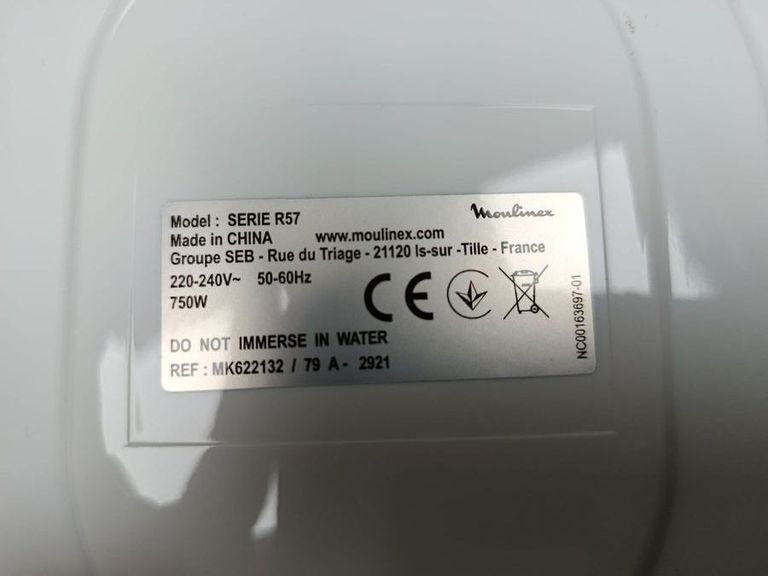 Moulinex
Model : SERIE R57
Made in CHINA www.moulinex.com
Groupe SEB - Rue du Triage - 21120 Is-sur -Tille - France
220-240V~ 50-60Hz
750W
CE
DO NOT IMMERSE IN WATER
REF : MK622132 / 79 A - 2921
NC00163697-01